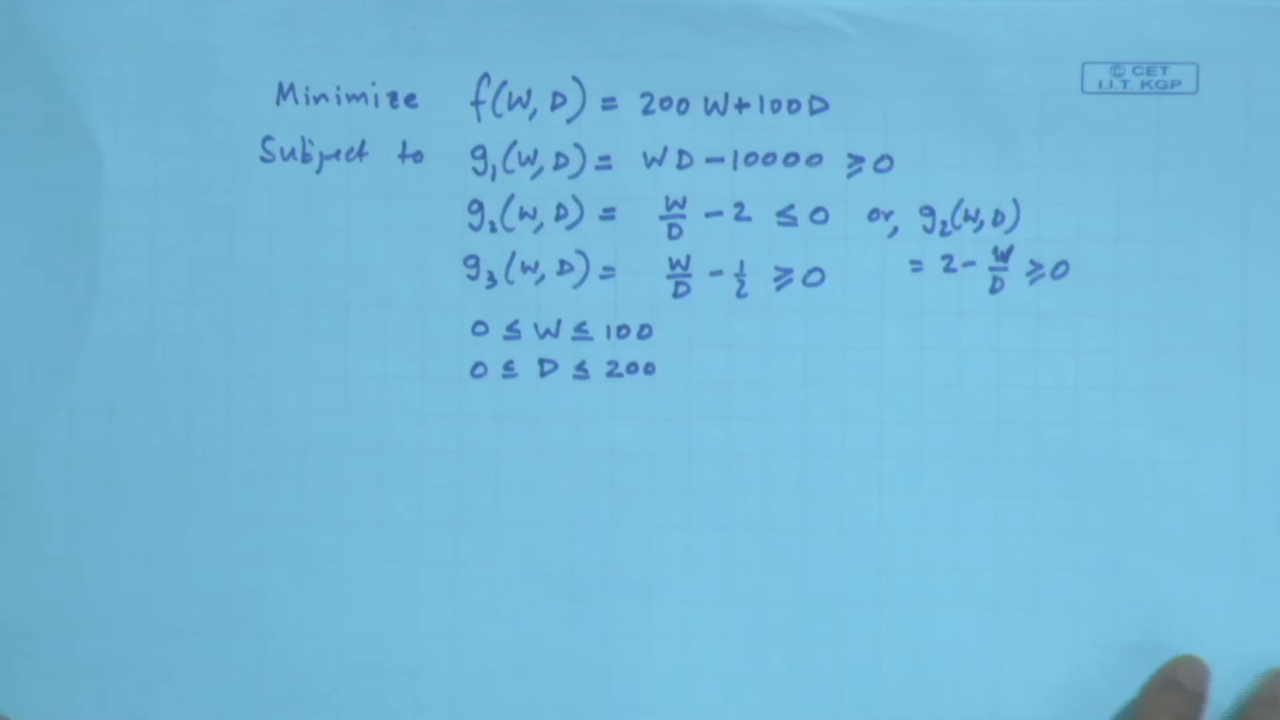 © CET
I.I.T. KGP
Minimize f(W, D) = 200 W + 100 D
Subject to g₁(W, D) = WD - 10000 ≥ 0
g₂(W, D) = W/D - 2 ≤ 0 or, g₂(W, D)
= 2 - W/D ≥ 0
g₃(W, D) = W/D - 1/2 ≥ 0
0 ≤ W ≤ 100
0 ≤ D ≤ 200